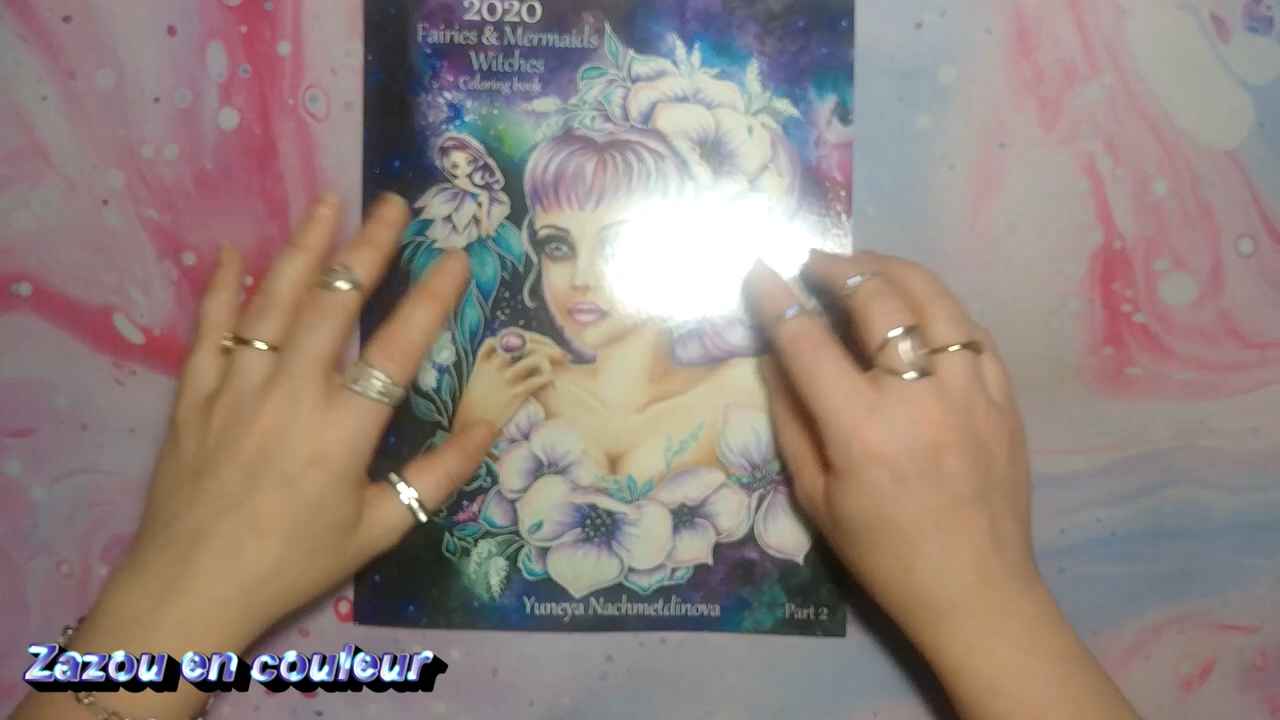 2020
Fairies & Mermaids
Witches
Coloring book
Yuneya Nachmetdinova
Part 2
Zazou en couleur